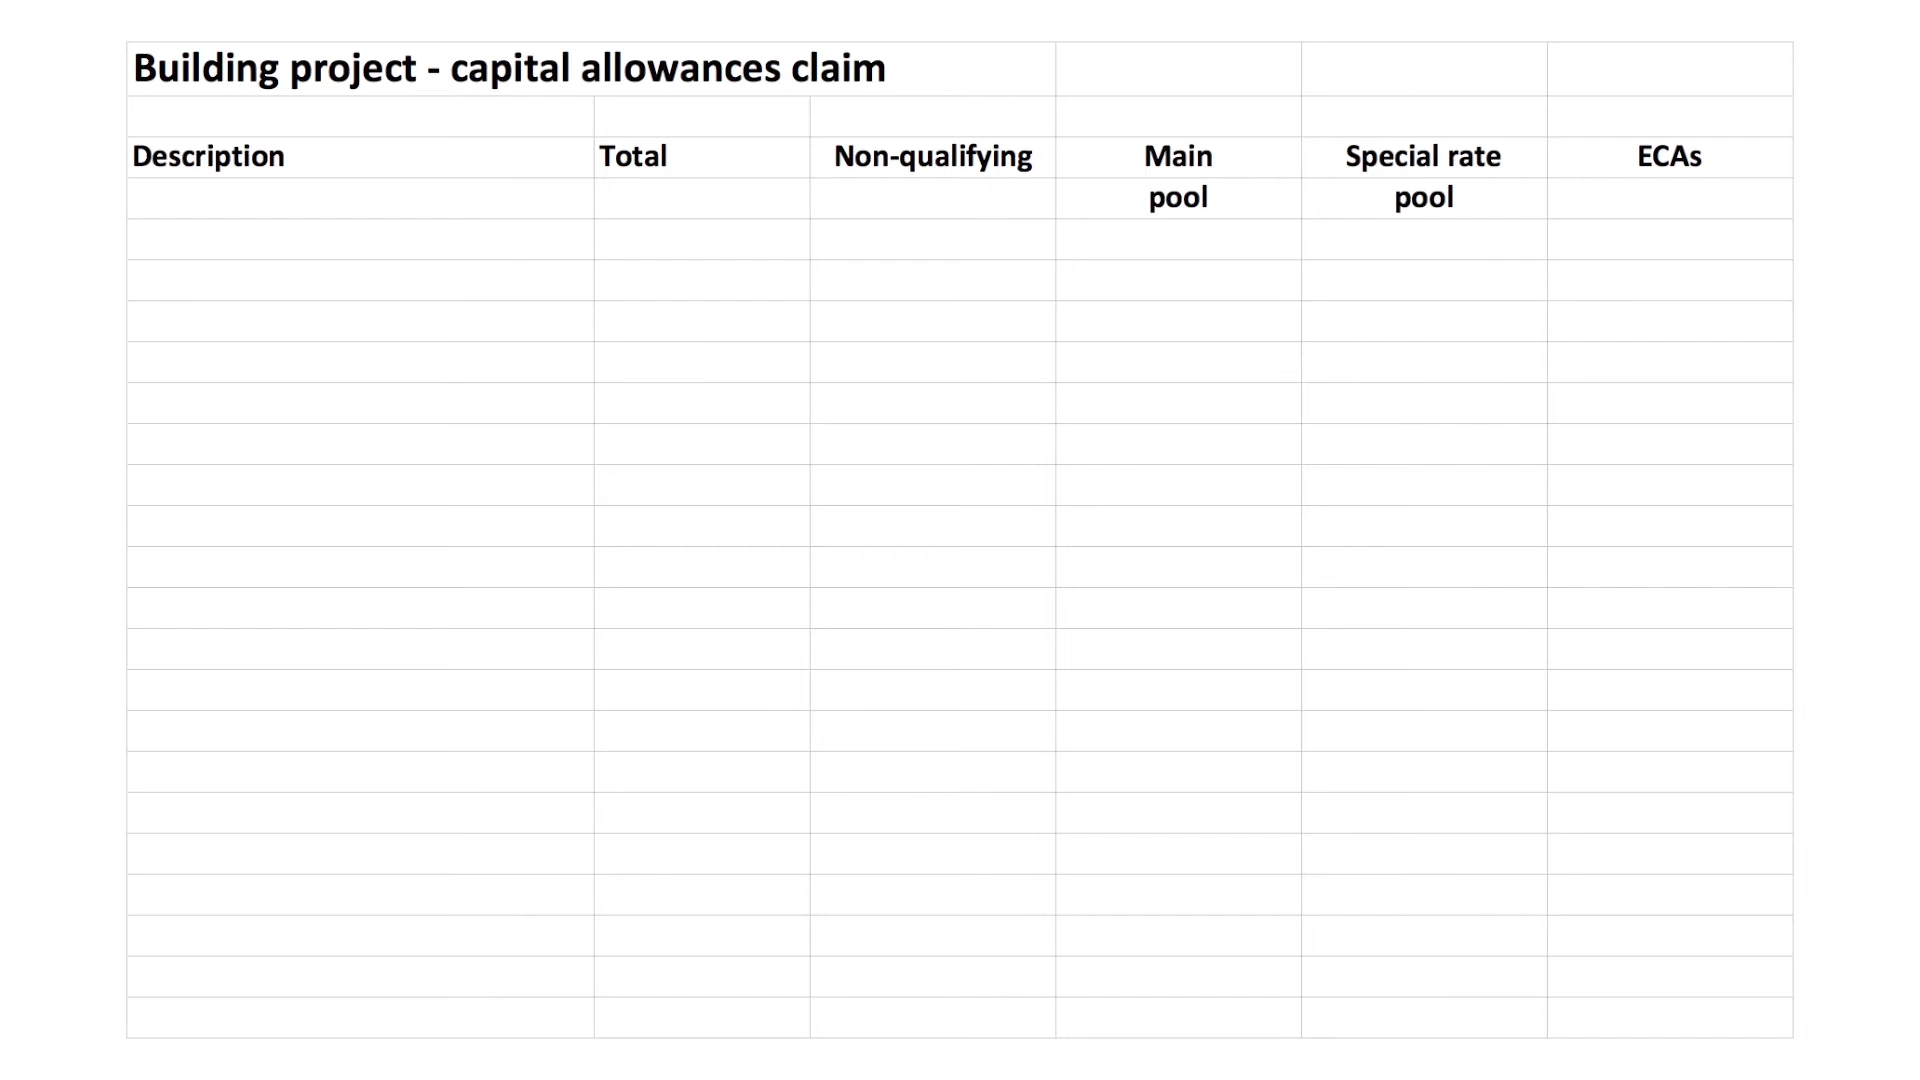 Building project - capital allowances claim
Description Total Non-qualifying Main Special rate ECAs
pool pool